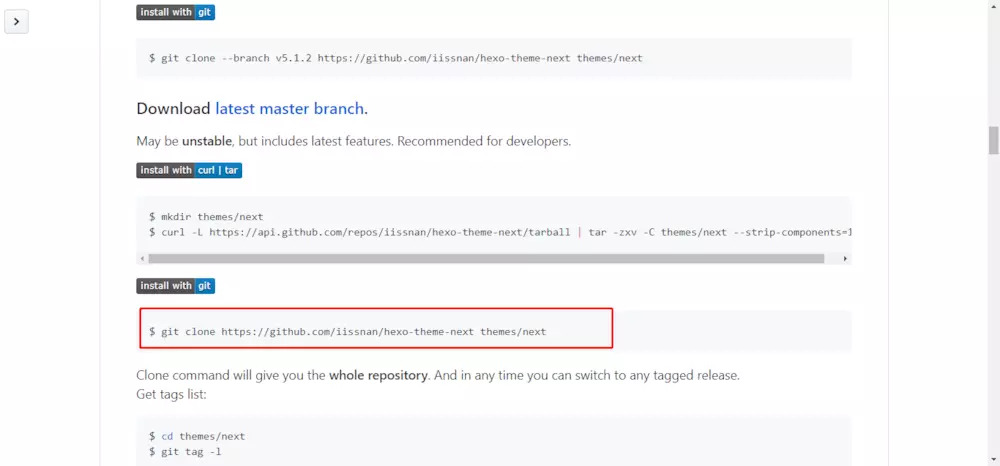 install with git
$ git clone --branch v5.1.2 https://github.com/iissnan/hexo-theme-next themes/next
Download latest master branch.
May be unstable, but includes latest features. Recommended for developers.
install with curl | tar
$ mkdir themes/next
$ curl -L https://api.github.com/repos/iissnan/hexo-theme-next/tarball | tar -zxv -C themes/next --strip-components=1
install with git
$ git clone https://github.com/iissnan/hexo-theme-next themes/next
Clone command will give you the whole repository. And in any time you can switch to any tagged release.
Get tags list:
$ cd themes/next
$ git tag -l